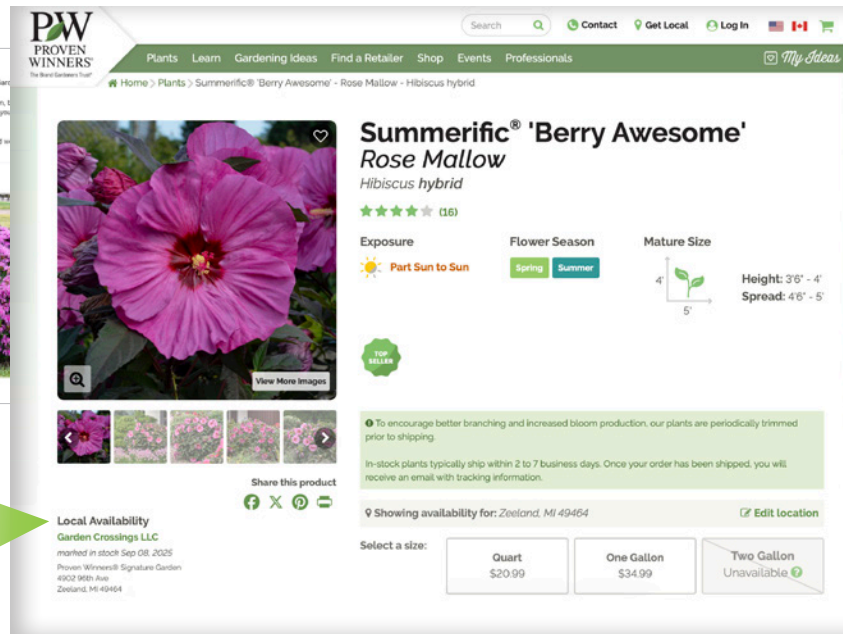 PW
PROVEN
WINNERS®
The Brand Gardeners Trust®
Search
Contact
Get Local
Log In
Plants
Learn
Gardening Ideas
Find a Retailer
Shop
Events
Professionals
My Ideas
Home > Plants > Summerific® 'Berry Awesome' - Rose Mallow - Hibiscus hybrid
Summerific® 'Berry Awesome'
Rose Mallow
Hibiscus hybrid
(16)
Exposure
Part Sun to Sun
Flower Season
Spring
Summer
Mature Size
4'
5'
Height: 3'6" - 4'
Spread: 4'6" - 5'
TOP
SELLER
View More Images
To encourage better branching and increased bloom production, our plants are periodically trimmed
prior to shipping.
In-stock plants typically ship within 2 to 7 business days. Once your order has been shipped, you will
receive an email with tracking information.
Share this product
Local Availability
Garden Crossings LLC
marked in stock Sep 08, 2025
Proven Winners® Signature Garden
4902 96th Ave
Zeeland, MI 49464
Showing availability for: Zeeland, MI 49464
Edit location
Select a size:
Quart
$20.99
One Gallon
$34.99
Two Gallon
Unavailable ?